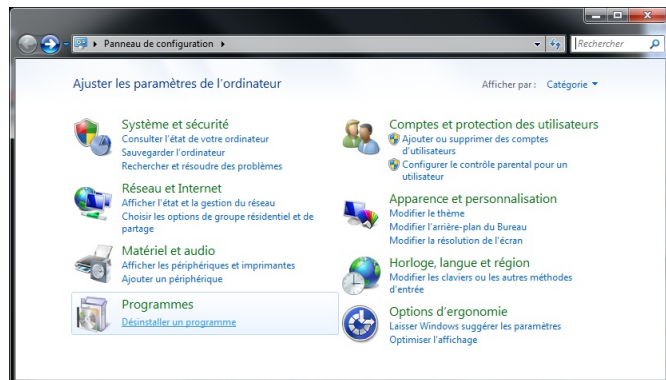 Panneau de configuration
Rechercher
Ajuster les paramètres de l'ordinateur
Afficher par : Catégorie
Système et sécurité
Consulter l'état de votre ordinateur
Sauvegarder l'ordinateur
Rechercher et résoudre des problèmes
Réseau et Internet
Afficher l'état et la gestion du réseau
Choisir les options de groupe résidentiel et de
partage
Matériel et audio
Afficher les périphériques et imprimantes
Ajouter un périphérique
Programmes
Désinstaller un programme
Comptes et protection des utilisateurs
Ajouter ou supprimer des comptes
d'utilisateurs
Configurer le contrôle parental pour un
utilisateur
Apparence et personnalisation
Modifier le thème
Modifier l'arrière-plan du Bureau
Modifier la résolution de l'écran
Horloge, langue et région
Modifier les claviers ou les autres méthodes
d'entrée
Options d'ergonomie
Laisser Windows suggérer les paramètres
Optimiser l'affichage